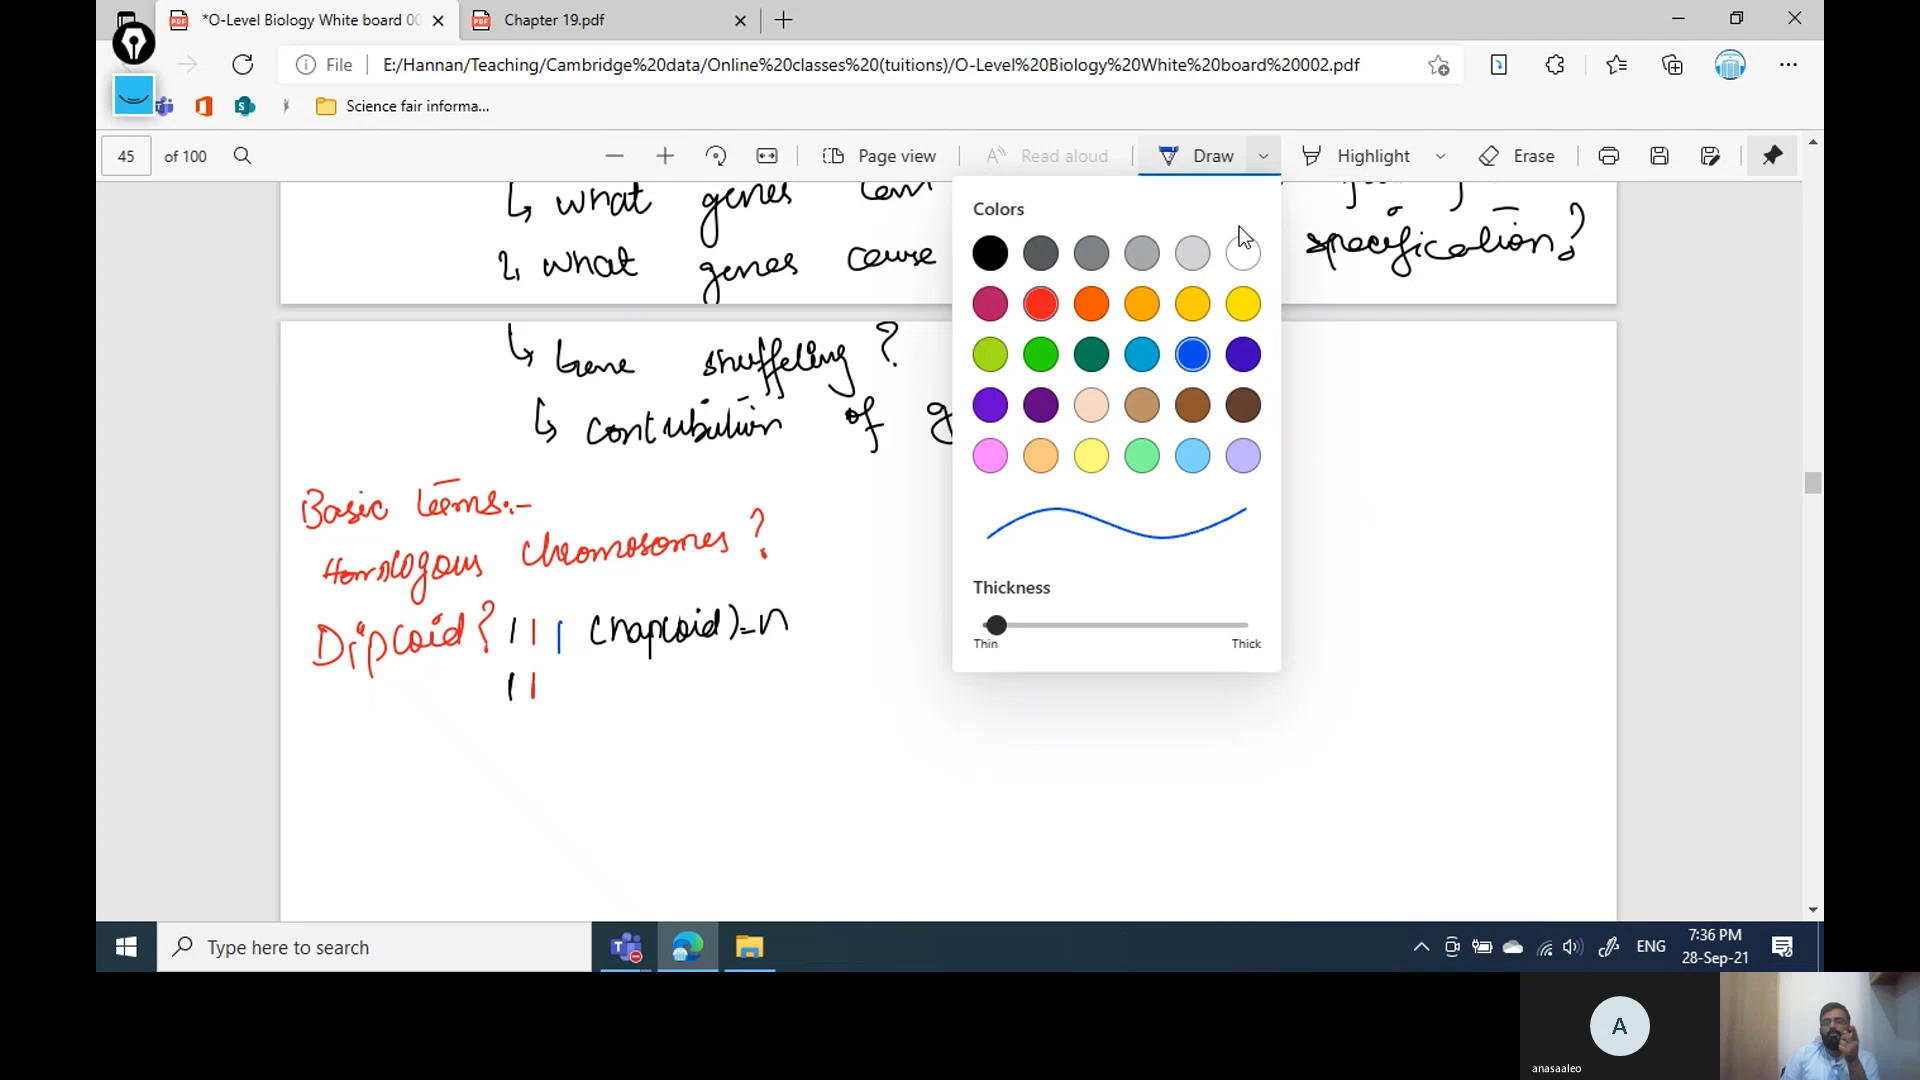 *O-Level Biology White board 00
Chapter 19.pdf
File
E:/Hannan/Teaching/Cambridge%20data/Online%20classes%20(tuitions)/O-Level%20Biology%20White%20board%20002.pdf
Science fair informa...
45 of 100
Page view
Read aloud
Draw
Highlight
Erase
what genes
what genes cause specification?
Gene shuffeling?
contribution of g
Basic terms:-
Homologous chromosomes?
Diploid? (haploid)=n
Colors
Thickness
Thin
Thick
Type here to search
ENG
7:36 PM
28-Sep-21
A
anasaaleo